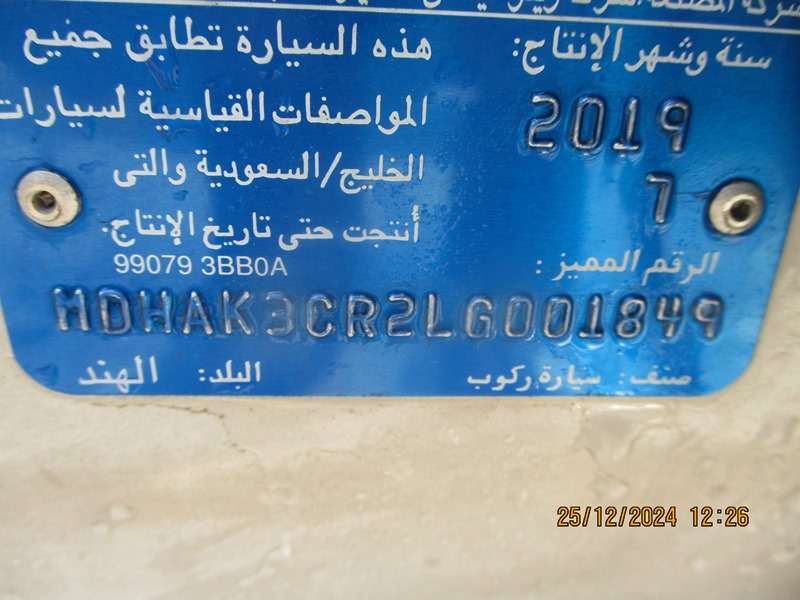 سنة وشهر الإنتاج:
2019
7
هذه السيارة تطابق جميع
المواصفات القياسية لسيارات
الخليج/السعودية والتى
أنتجت حتى تاريخ الإنتاج.
99079 3BB0A
الرقم المميز :
MDHAK3CR2LG001849
صنف: سيارة ركوب
البلد: الهند
25/12/2024 12:26